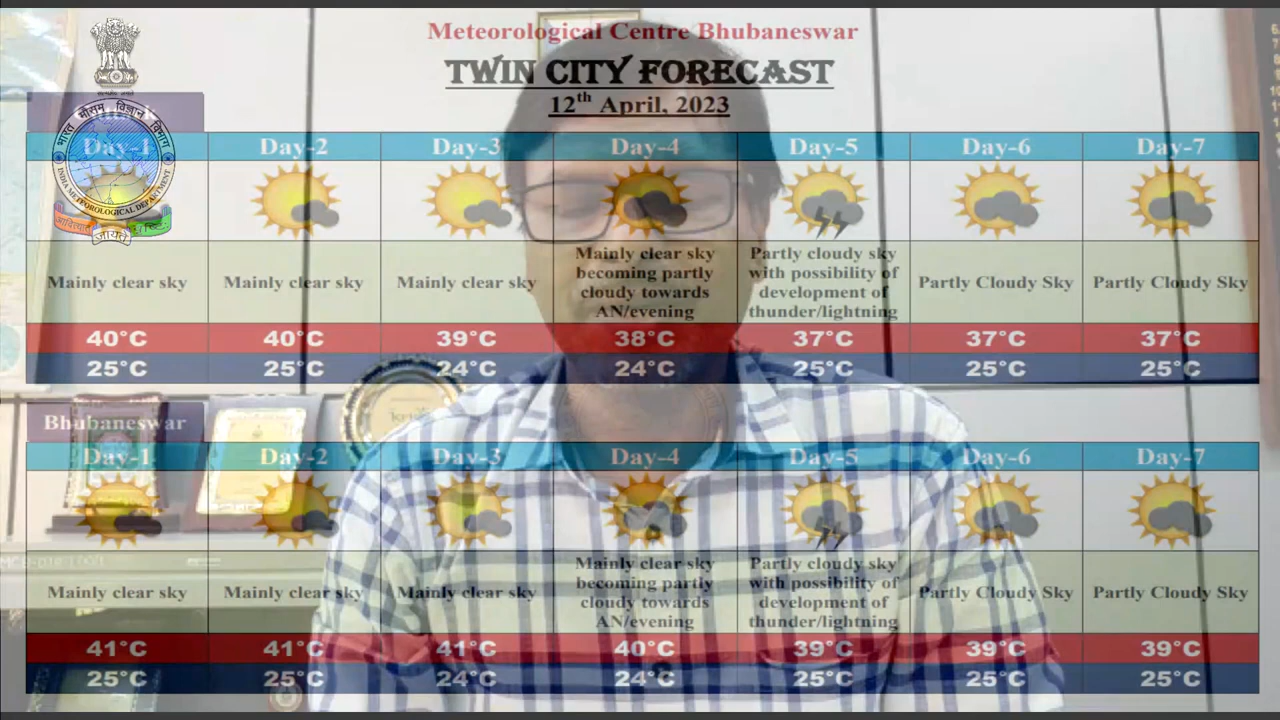 Meteorological Centre Bhubaneswar
TWIN CITY FORECAST
12th April, 2023
भारत मौसम विज्ञान विभाग
INDIA METEOROLOGICAL DEPARTMENT
Day-1 Day-2 Day-3 Day-4 Day-5 Day-6 Day-7
Mainly clear sky Mainly clear sky Mainly clear sky Mainly clear sky becoming partly cloudy towards AN/evening Partly cloudy sky with possibility of development of thunder/lightning Partly Cloudy Sky Partly Cloudy Sky
40°C 40°C 39°C 38°C 37°C 37°C 37°C
25°C 25°C 24°C 24°C 25°C 25°C 25°C
Bhubaneswar
Day-1 Day-2 Day-3 Day-4 Day-5 Day-6 Day-7
Mainly clear sky Mainly clear sky Mainly clear sky Mainly clear sky becoming partly cloudy towards AN/evening Partly cloudy sky with possibility of development of thunder/lightning Partly Cloudy Sky Partly Cloudy Sky
41°C 41°C 41°C 40°C 39°C 39°C 39°C
25°C 25°C 24°C 24°C 25°C 25°C 25°C